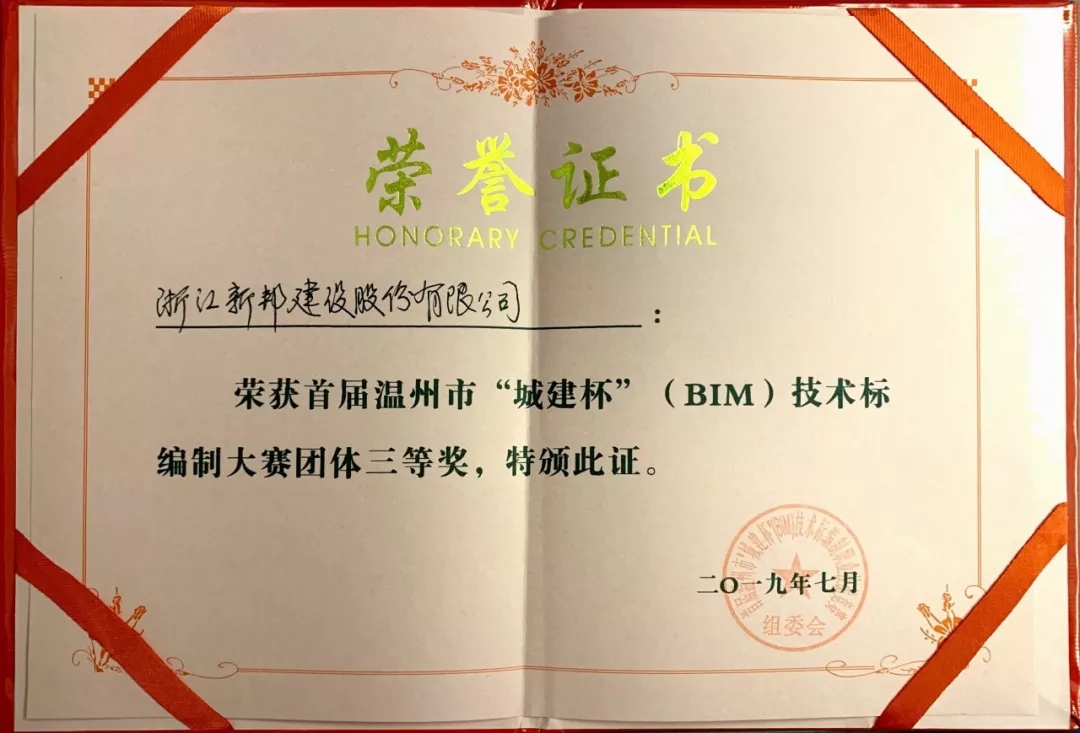 荣誉证书
HONORARY CREDENTIAL
浙江新邦建设股份有限公司：
荣获首届温州市“城建杯”（BIM）技术标
编制大赛团体三等奖，特颁此证。
二〇一九年七月
组委会